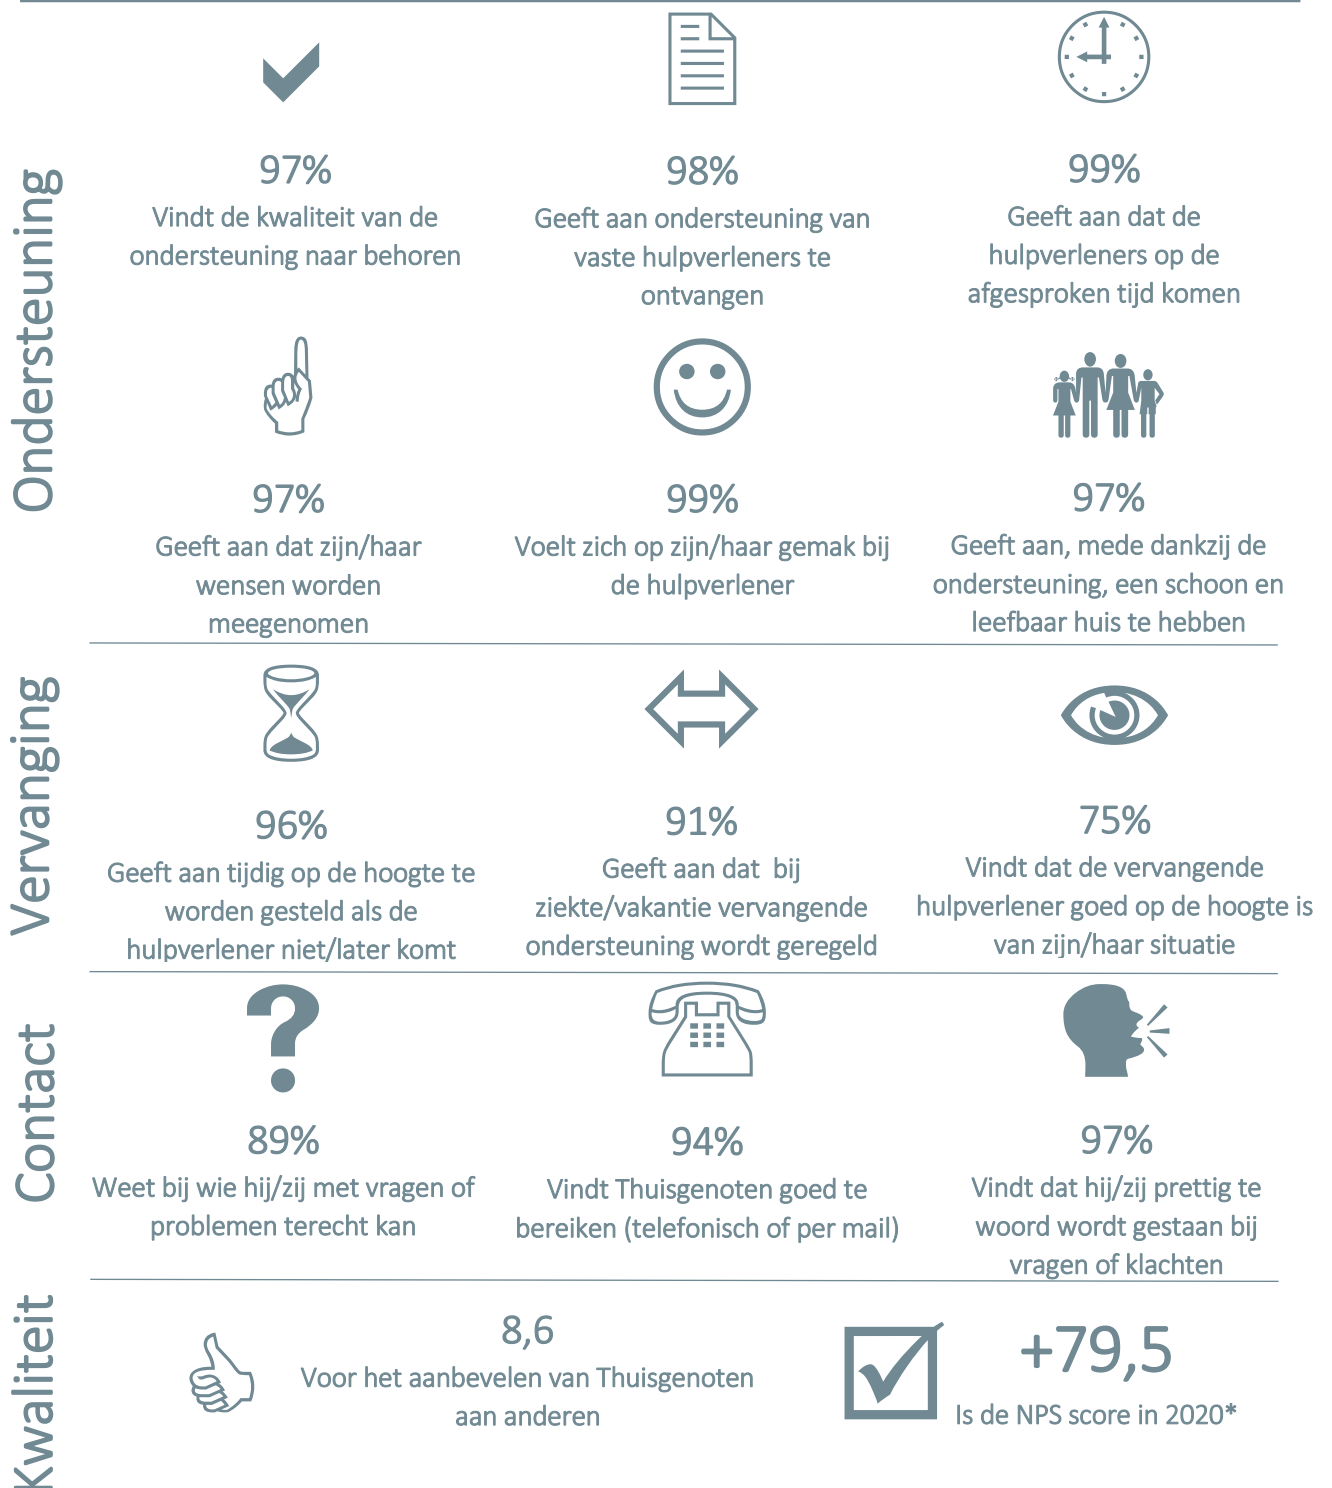 Ondersteuning
97%
Vindt de kwaliteit van de
ondersteuning naar behoren
98%
Geeft aan ondersteuning van
vaste hulpverleners te
ontvangen
99%
Geeft aan dat de
hulpverleners op de
afgesproken tijd komen
97%
Geeft aan dat zijn/haar
wensen worden
meegenomen
99%
Voelt zich op zijn/haar gemak bij
de hulpverlener
97%
Geeft aan, mede dankzij de
ondersteuning, een schoon en
leefbaar huis te hebben
Vervanging
96%
Geeft aan tijdig op de hoogte te
worden gesteld als de
hulpverlener niet/later komt
91%
Geeft aan dat bij
ziekte/vakantie vervangende
ondersteuning wordt geregeld
75%
Vindt dat de vervangende
hulpverlener goed op de hoogte is
van zijn/haar situatie
Contact
89%
Weet bij wie hij/zij met vragen of
problemen terecht kan
94%
Vindt Thuisgenoten goed te
bereiken (telefonisch of per mail)
97%
Vindt dat hij/zij prettig te
woord wordt gestaan bij
vragen of klachten
Kwaliteit
8,6
Voor het aanbevelen van Thuisgenoten
aan anderen
+79,5
Is de NPS score in 2020*